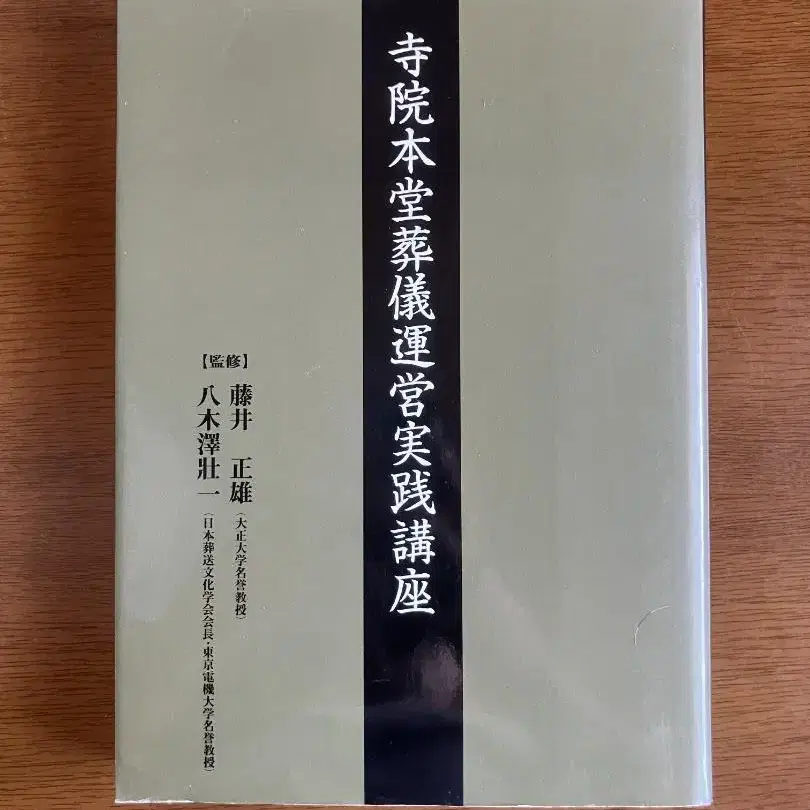 寺院本堂葬儀運営実践講座
【監修】
藤井　正雄（大正大学名誉教授）
八木澤壯一（日本葬送文化学会会長・東京電機大学名誉教授）